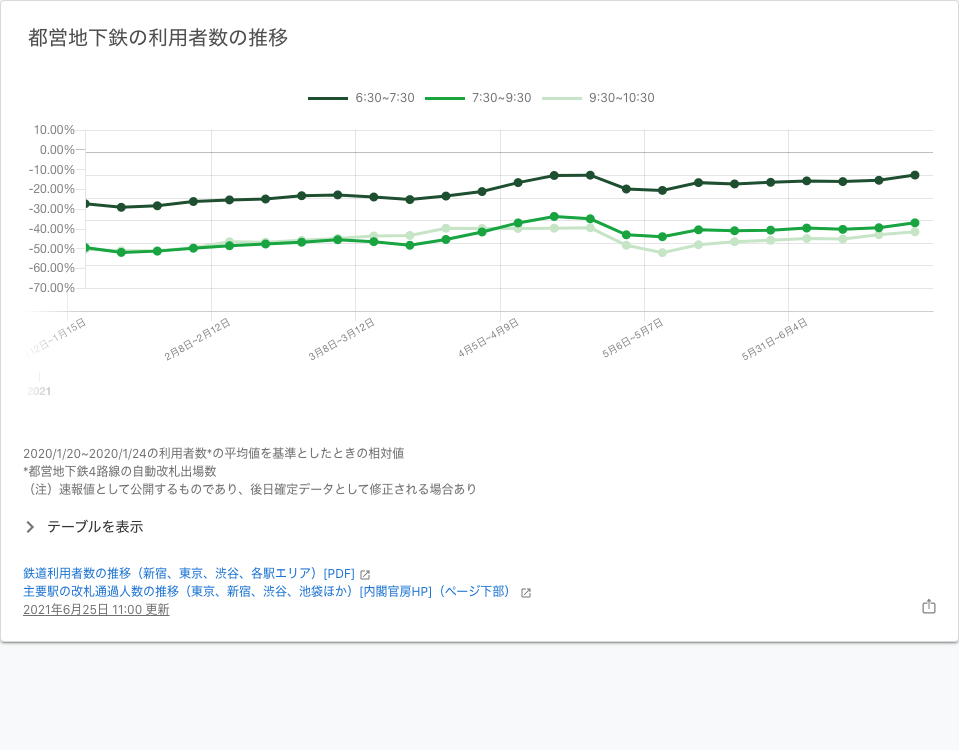 都営地下鉄の利用者数の推移
6:30~7:30 7:30~9:30 9:30~10:30
10.00%
0.00%
-10.00%
-20.00%
-30.00%
-40.00%
-50.00%
-60.00%
-70.00%
12日~1月15日
2月8日~2月12日
3月8日~3月12日
4月5日~4月9日
5月6日~5月7日
5月31日~6月4日
2021
2020/1/20~2020/1/24の利用者数*の平均値を基準としたときの相対値
*都営地下鉄4路線の自動改札出場数
（注）速報値として公開するものであり、後日確定データとして修正される場合あり
テーブルを表示
鉄道利用者数の推移（新宿、東京、渋谷、各駅エリア）[PDF]
主要駅の改札通過人数の推移（東京、新宿、渋谷、池袋ほか）[内閣官房HP]（ページ下部）
2021年6月25日 11:00 更新